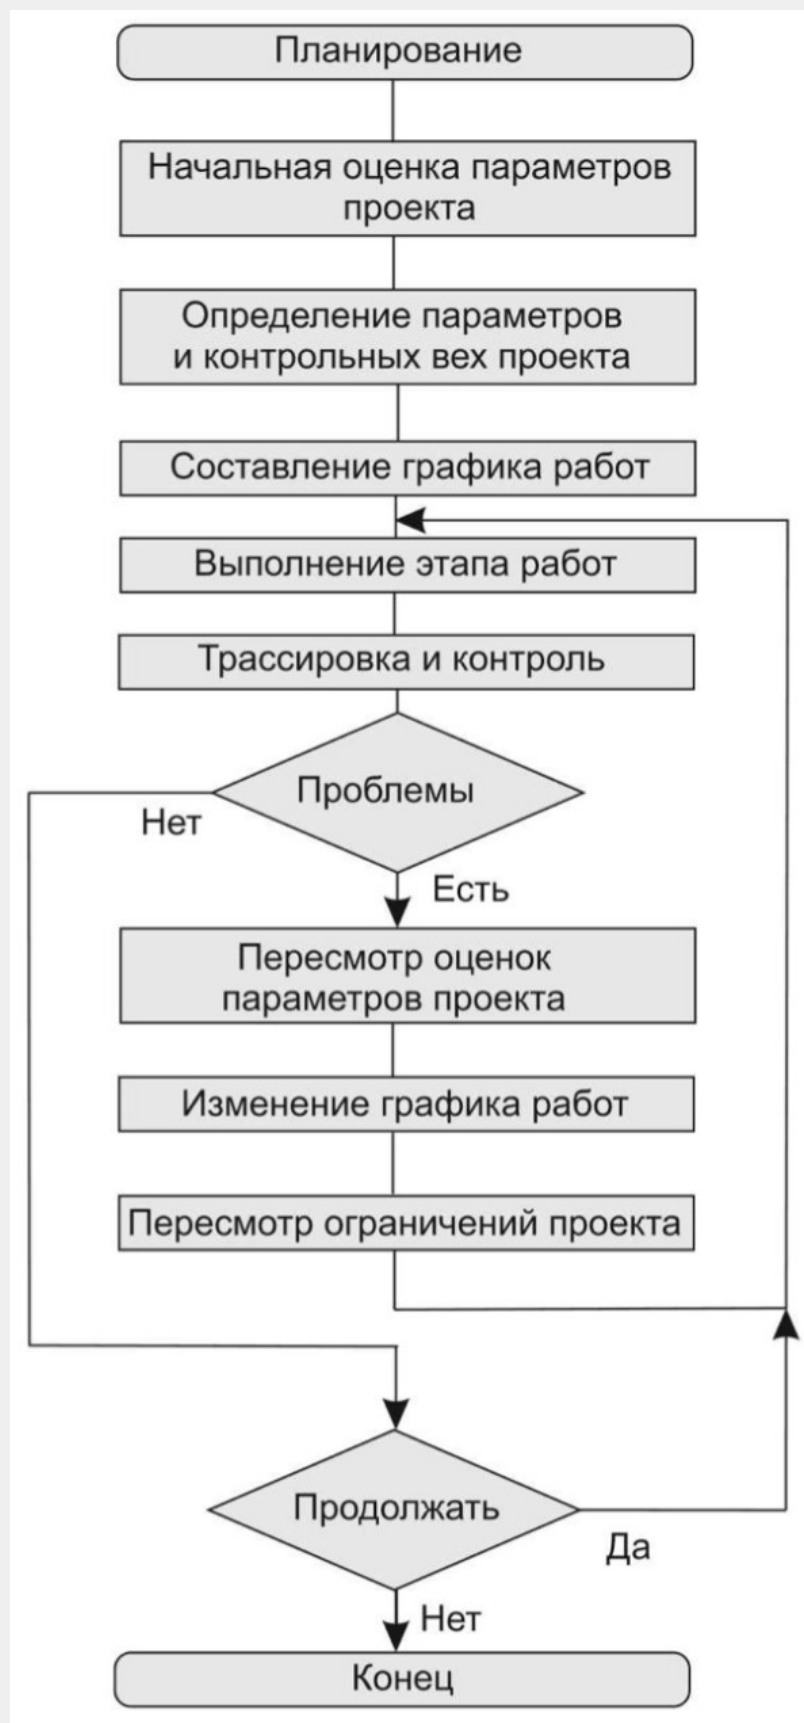 Планирование
Начальная оценка параметров
проекта
Определение параметров
и контрольных вех проекта
Составление графика работ
Выполнение этапа работ
Трассировка и контроль
Проблемы
Нет
Есть
Пересмотр оценок
параметров проекта
Изменение графика работ
Пересмотр ограничений проекта
Продолжать
Да
Нет
Конец